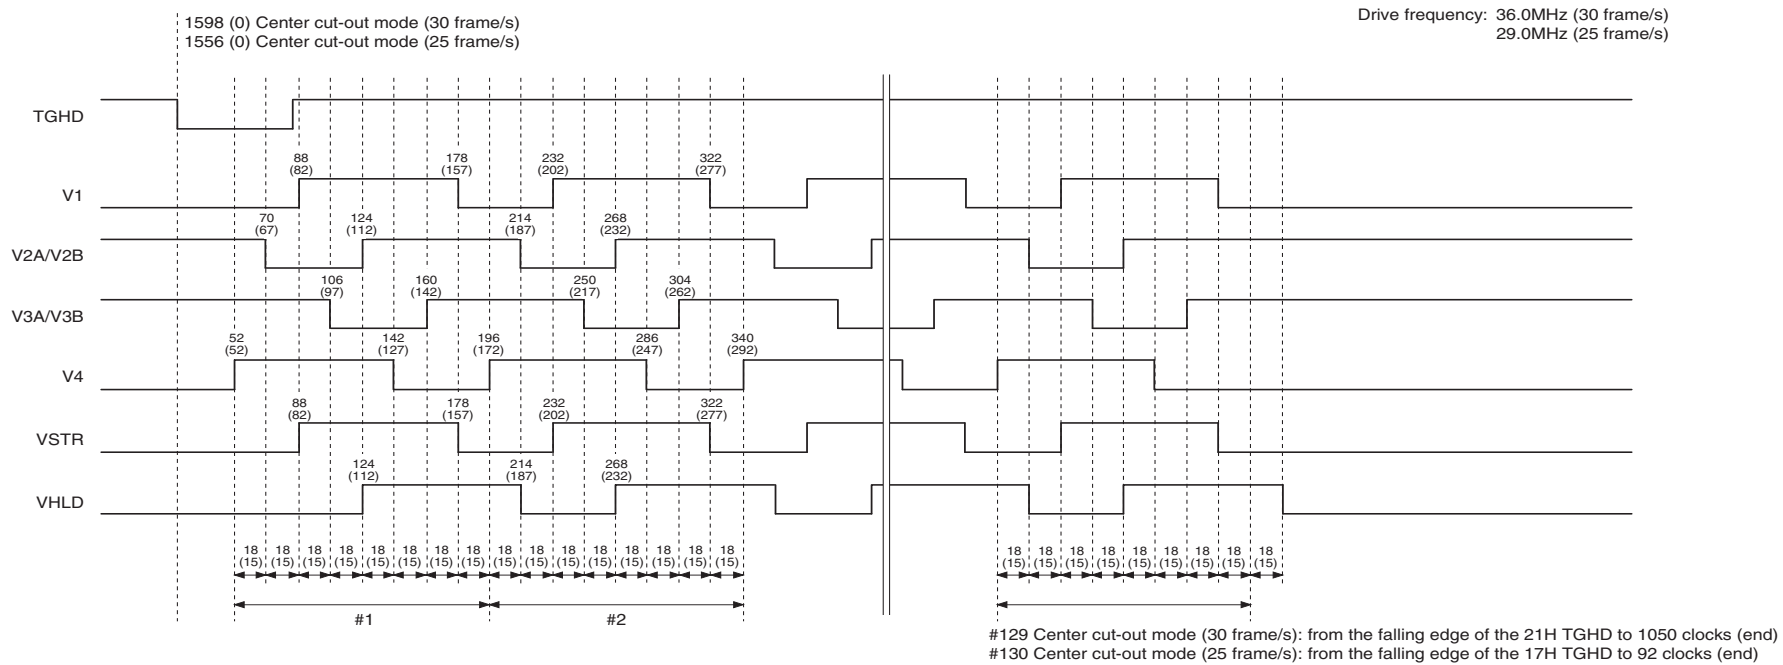 1598 (0) Center cut-out mode (30 frame/s)
1556 (0) Center cut-out mode (25 frame/s)
Drive frequency: 36.0MHz (30 frame/s)
29.0MHz (25 frame/s)
TGHD
88 178 232 322
(82) (157) (202) (277)
V1
70 124 214 268
(67) (112) (187) (232)
V2A/V2B
106 160 250 304
(97) (142) (217) (262)
V3A/V3B
52 142 196 286 340
(52) (127) (172) (247) (292)
V4
88 178 232 322
(82) (157) (202) (277)
VSTR
124 214 268
(112) (187) (232)
VHLD
18 18 18 18 18 18 18 18 18 18 18 18 18 18 18 18 18 18 18 18 18 18 18 18 18
(15) (15) (15) (15) (15) (15) (15) (15) (15) (15) (15) (15) (15) (15) (15) (15) (15) (15) (15) (15) (15) (15) (15) (15) (15)
#1 #2
#129 Center cut-out mode (30 frame/s): from the falling edge of the 21H TGHD to 1050 clocks (end)
#130 Center cut-out mode (25 frame/s): from the falling edge of the 17H TGHD to 92 clocks (end)